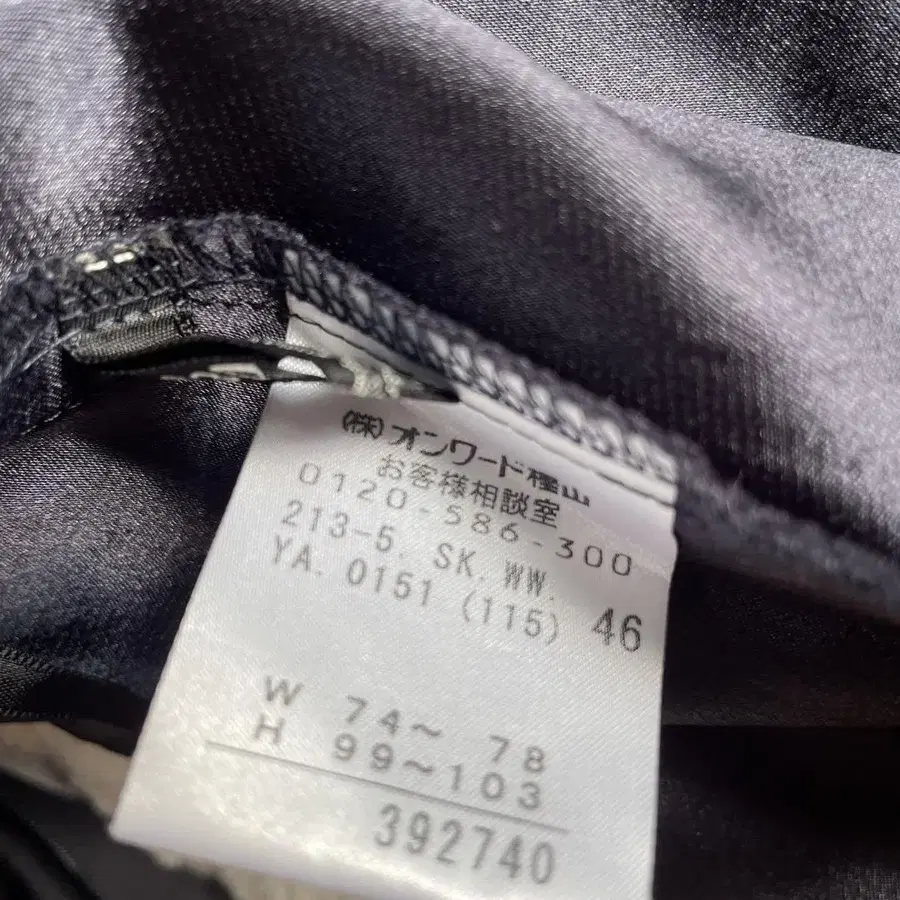 (株)オンワード樫山
お客様相談室
0120-586-300
213-5. SK. WW.
YA. 0151 (115) 46
W 74～ 78
H 99～103
392740